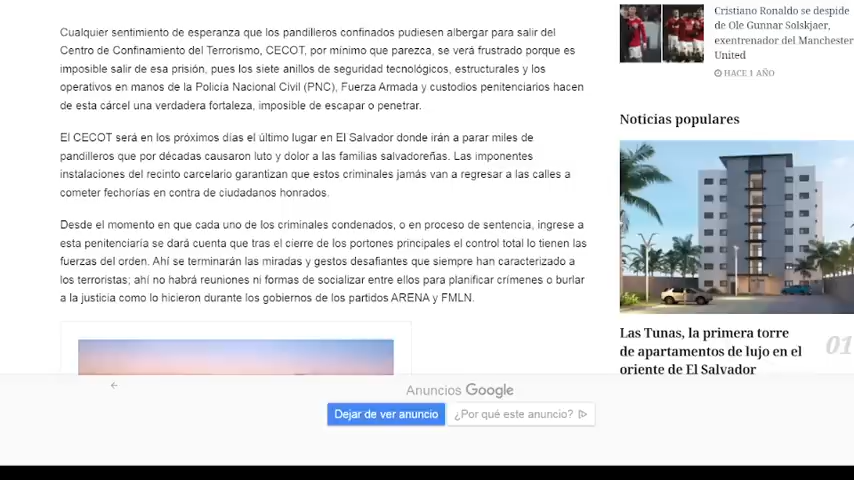 Cualquier sentimiento de esperanza que los pandilleros confinados pudiesen albergar para salir del
Centro de Confinamiento del Terrorismo, CECOT, por mínimo que parezca, se verá frustrado porque es
imposible salir de esa prisión, pues los siete anillos de seguridad tecnológicos, estructurales y los
operativos en manos de la Policía Nacional Civil (PNC), Fuerza Armada y custodios penitenciarios hacen
de esta cárcel una verdadera fortaleza, imposible de escapar o penetrar.
El CECOT será en los próximos días el último lugar en El Salvador donde irán a parar miles de
pandilleros que por décadas causaron luto y dolor a las familias salvadoreñas. Las imponentes
instalaciones del recinto carcelario garantizan que estos criminales jamás van a regresar a las calles a
cometer fechorías en contra de ciudadanos honrados.
Desde el momento en que cada uno de los criminales condenados, o en proceso de sentencia, ingrese a
esta penitenciaría se dará cuenta que tras el cierre de los portones principales el control total lo tienen las
fuerzas del orden. Ahí se terminarán las miradas y gestos desafiantes que siempre han caracterizado a
los terroristas; ahí no habrá reuniones ni formas de socializar entre ellos para planificar crímenes o burlar
a la justicia como lo hicieron durante los gobiernos de los partidos ARENA y FMLN.
Cristiano Ronaldo se despide
de Ole Gunnar Solskjaer,
exentrenador del Manchester
United
HACE 1 AÑO
Noticias populares
Las Tunas, la primera torre
de apartamentos de lujo en el
oriente de El Salvador
01
Anuncios Google
Dejar de ver anuncio
¿Por qué este anuncio?